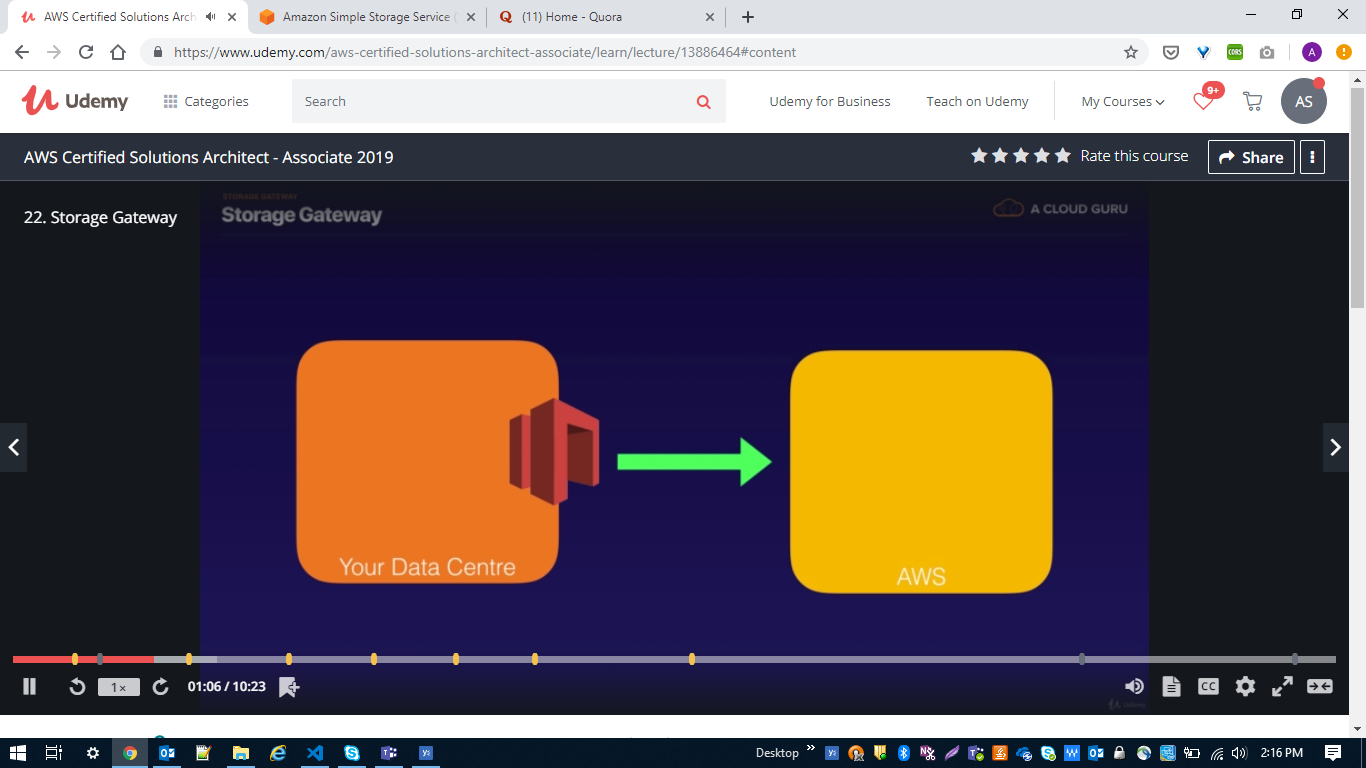 AWS Certified Solutions Arch
Amazon Simple Storage Service (
(11) Home - Quora
https://www.udemy.com/aws-certified-solutions-architect-associate/learn/lecture/13886464#content
CORS
A
Udemy
Categories
Search
Udemy for Business
Teach on Udemy
My Courses
9+
AS
AWS Certified Solutions Architect - Associate 2019
Rate this course
Share
22. Storage Gateway
STORAGE GATEWAY
Storage Gateway
A CLOUD GURU
Your Data Centre
AWS
1×
01:06 / 10:23
CC
Udemy
Desktop
2:16 PM